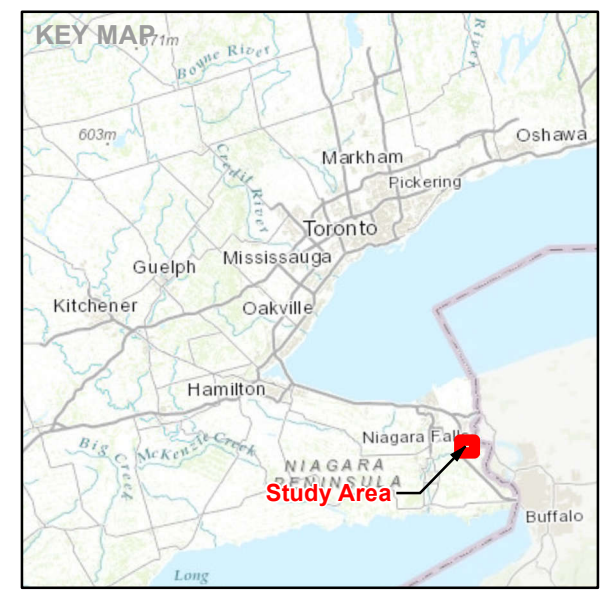 KEY MAP
671m
Boyne River
River
603m
Oshawa
Markham
Credit River
Pickering
Toronto
Mississauga
Guelph
Kitchener
Oakville
Hamilton
Niagara Falls
Big Creek
McKenzie Creek
NIAGARA
PENINSULA
Study Area
Buffalo
Long